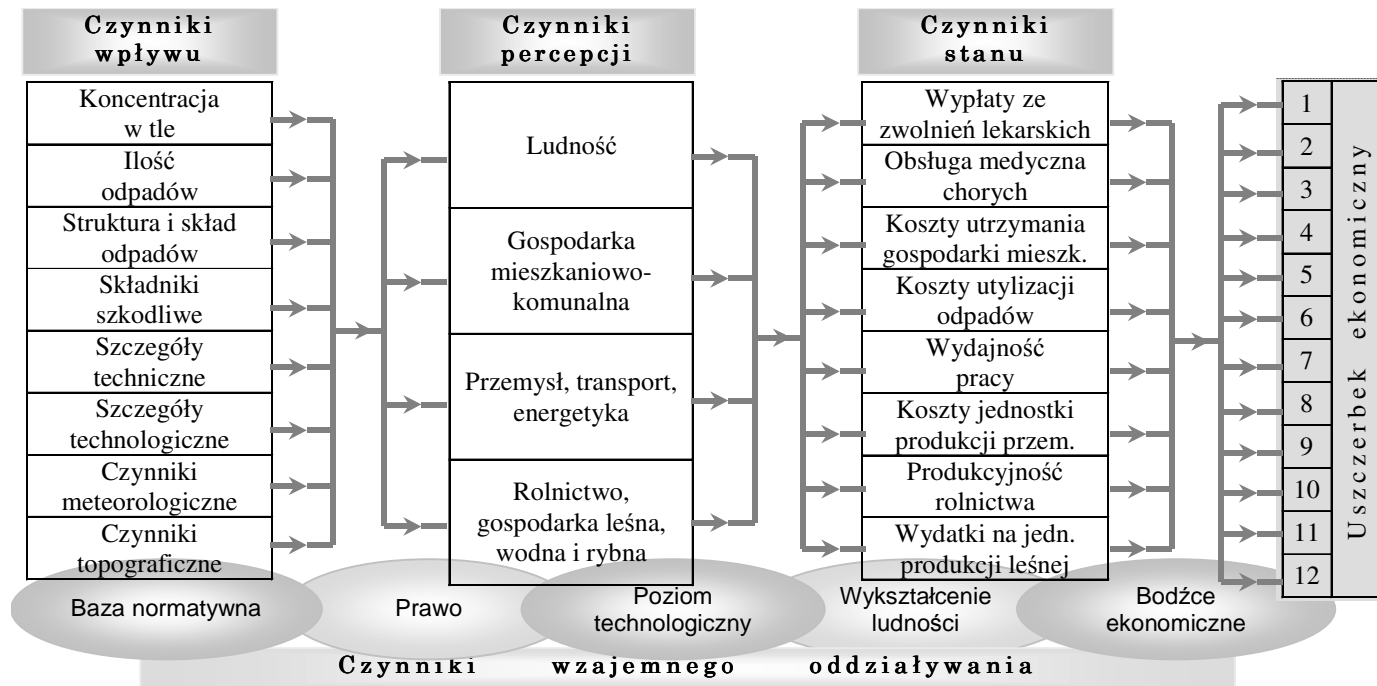 Czynniki
wpływu
Koncentracja
w tle
Ilość
odpadów
Struktura i skład
odpadów
Składniki
szkodliwe
Szczegóły
techniczne
Szczegóły
technologiczne
Czynniki
meteorologiczne
Czynniki
topograficzne
Czynniki
percepcji
Ludność
Gospodarka
mieszkaniowo-
komunalna
Przemysł, transport,
energetyka
Rolnictwo,
gospodarka leśna,
wodna i rybna
Czynniki
stanu
Wypłaty ze
zwolnień lekarskich
Obsługa medyczna
chorych
Koszty utrzymania
gospodarki mieszk.
Koszty utylizacji
odpadów
Wydajność
pracy
Koszty jednostki
produkcji przem.
Produkcyjność
rolnictwa
Wydatki na jedn.
produkcji leśnej
1
2
3
4
5
6
7
8
9
10
11
12
Uszczerbek ekonomiczny
Baza normatywna
Prawo
Poziom
technologiczny
Wykształcenie
ludności
Bodźce
ekonomiczne
Czynniki wzajemnego oddziaływania